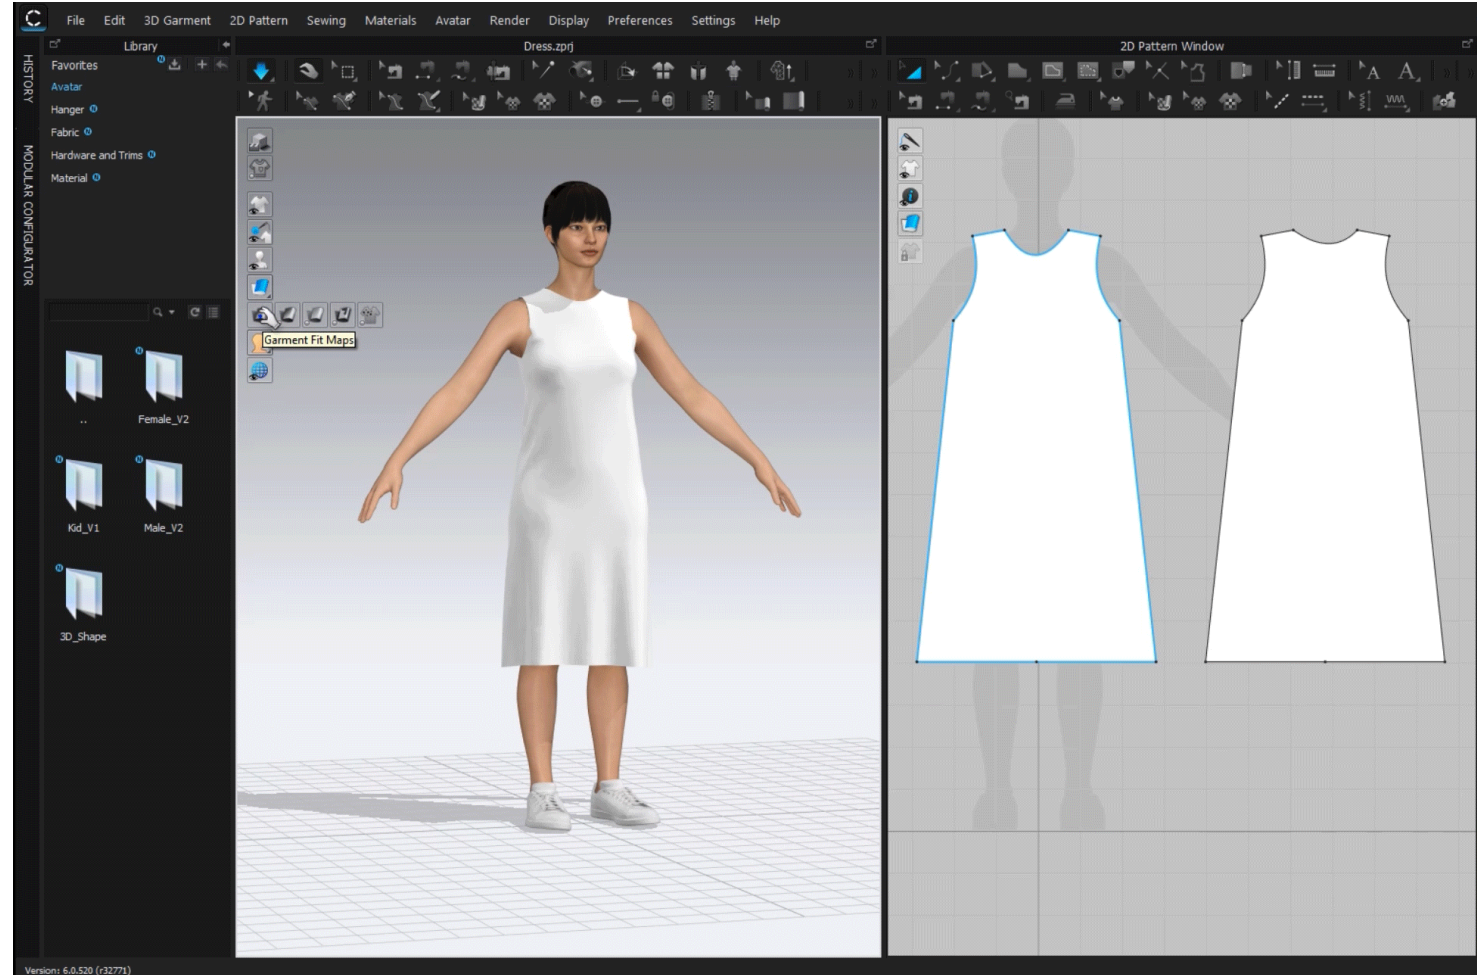 File Edit 3D Garment 2D Pattern Sewing Materials Avatar Render Display Preferences Settings Help
Library
Dress.zprj
2D Pattern Window
HISTORY
MODULAR CONFIGURATOR
Favorites
Avatar
Hanger
Fabric
Hardware and Trims
Material
Garment Fit Maps
..
Female_V2
Kid_V1
Male_V2
3D_Shape
Version: 6.0.520 (r32771)